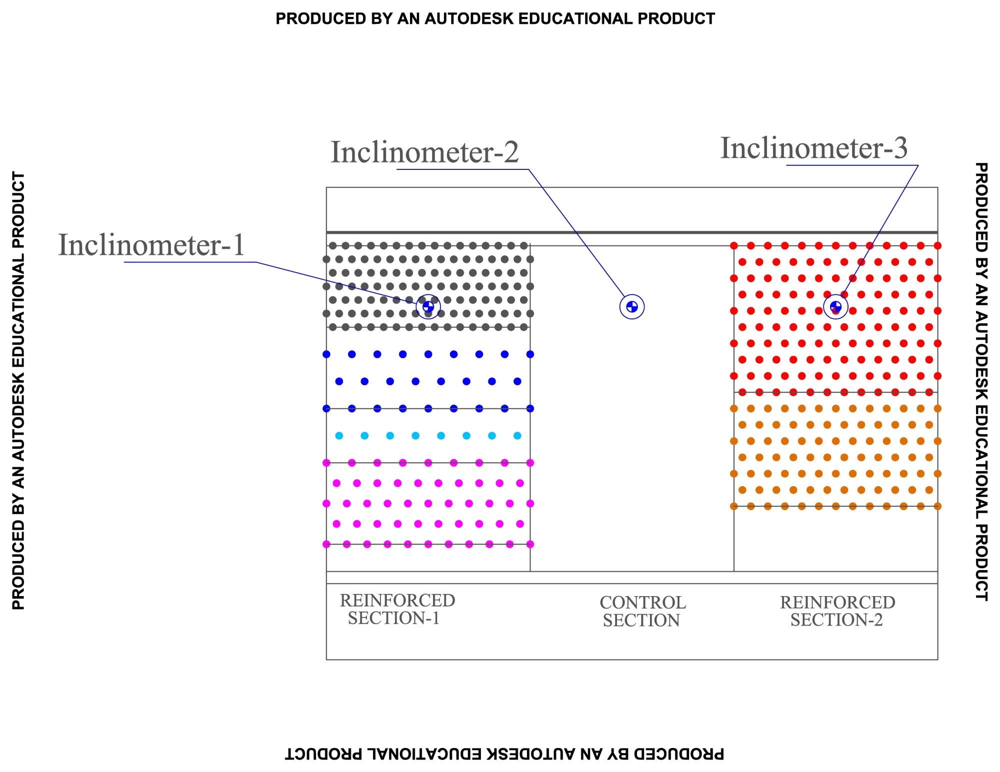 PRODUCED BY AN AUTODESK EDUCATIONAL PRODUCT
Inclinometer-2
Inclinometer-3
Inclinometer-1
PRODUCED BY AN AUTODESK EDUCATIONAL PRODUCT
PRODUCED BY AN AUTODESK EDUCATIONAL PRODUCT
REINFORCED
SECTION-1
CONTROL
SECTION
REINFORCED
SECTION-2
PRODUCED BY AN AUTODESK EDUCATIONAL PRODUCT